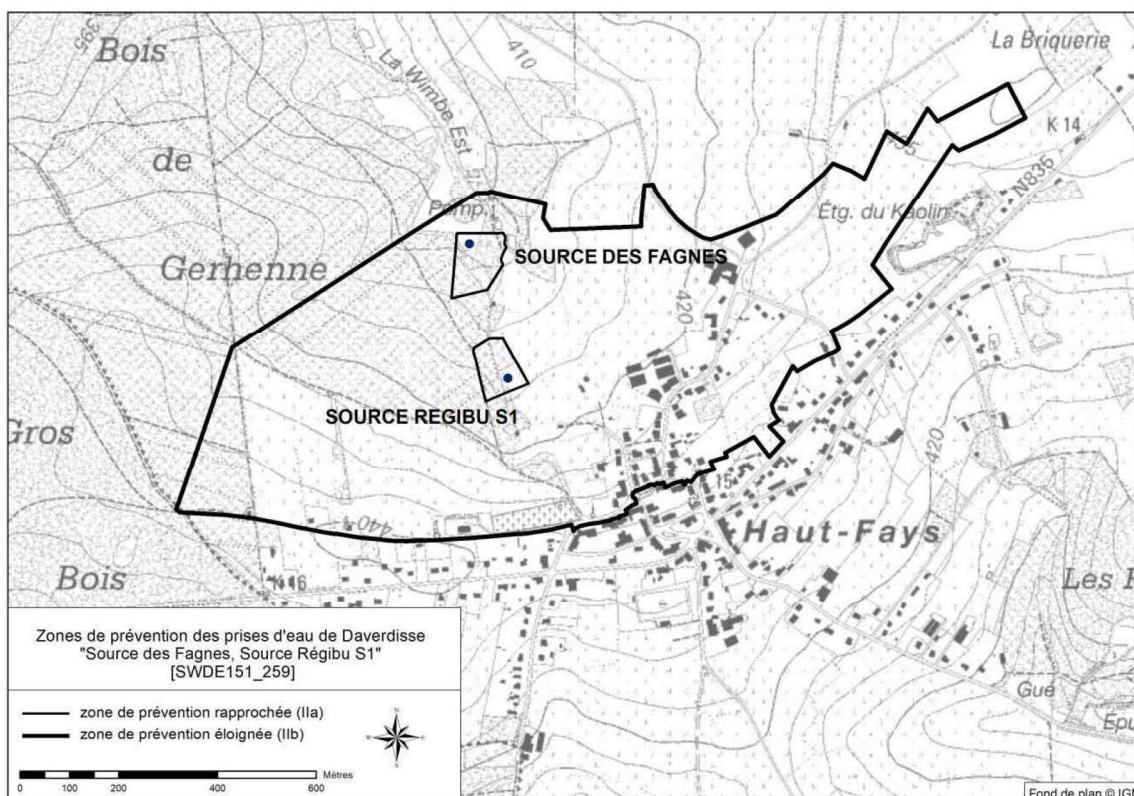 Bois
395
410
La Wimbe Est
La Briquerie
K 14
N836
de
Pomp.
Étg. du Kaolin
Gerhenne
SOURCE DES FAGNES
420
SOURCE REGIBU S1
Gros
420
15
Haut-Fays
440
Bois
K 16
Les
Gué
Zones de prévention des prises d'eau de Daverdisse
"Source des Fagnes, Source Régibu S1"
[SWDE151_259]
zone de prévention rapprochée (IIa)
zone de prévention éloignée (IIb)
N
W E
S
Mètres
0 100 200 400 600
Fond de plan © IGN